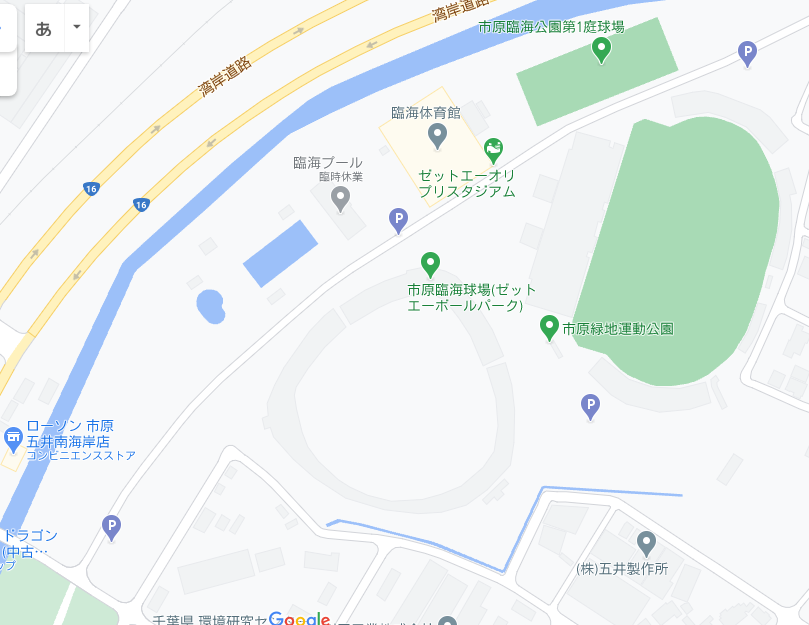 あ
湾岸道路
市原臨海公園第1庭球場
P
湾岸道路
臨海体育館
臨海プール
臨時休業
ゼットエーオリ
プリスタジアム
16
16
P
市原臨海球場(ゼット
エーボールパーク)
市原緑地運動公園
P
ローソン 市原
五井南海岸店
コンビニエンスストア
P
ドラゴン
(中古…
(株)五井製作所
千葉県 環境研究セ
Google